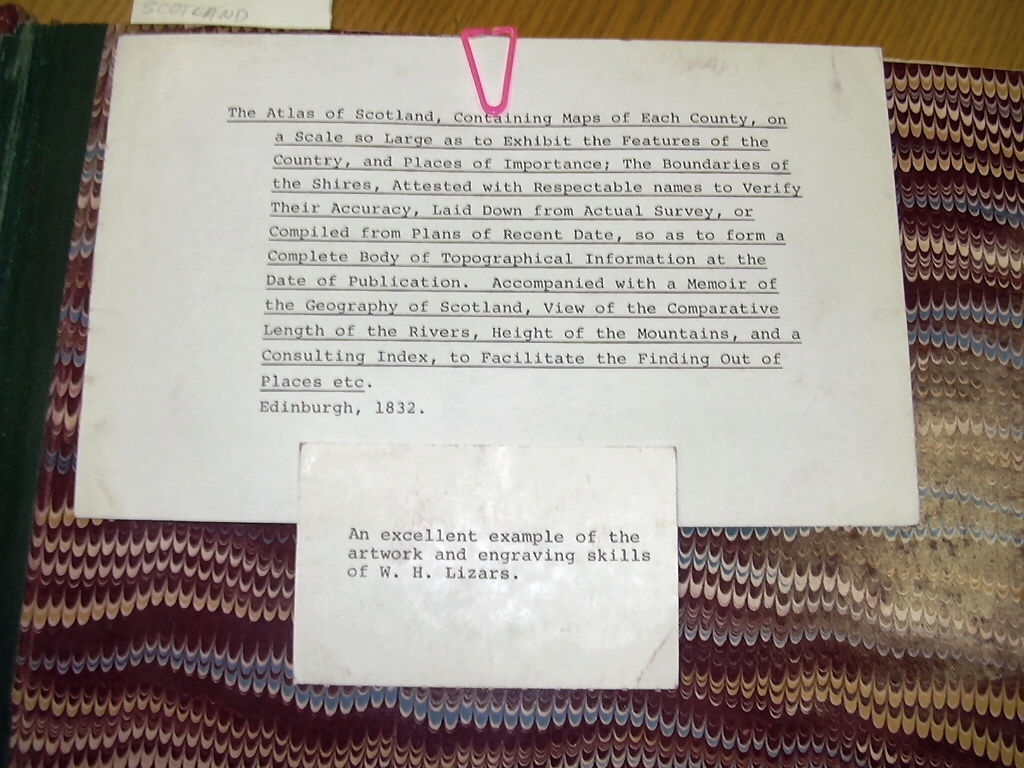 SCOTLAND
The Atlas of Scotland, Containing Maps of Each County, on
a Scale so Large as to Exhibit the Features of the
Country, and Places of Importance; The Boundaries of
the Shires, Attested with Respectable names to Verify
Their Accuracy, Laid Down from Actual Survey, or
Compiled from Plans of Recent Date, so as to form a
Complete Body of Topographical Information at the
Date of Publication. Accompanied with a Memoir of
the Geography of Scotland, View of the Comparative
Length of the Rivers, Height of the Mountains, and a
Consulting Index, to Facilitate the Finding Out of
Places etc.
Edinburgh, 1832.
An excellent example of the
artwork and engraving skills
of W. H. Lizars.